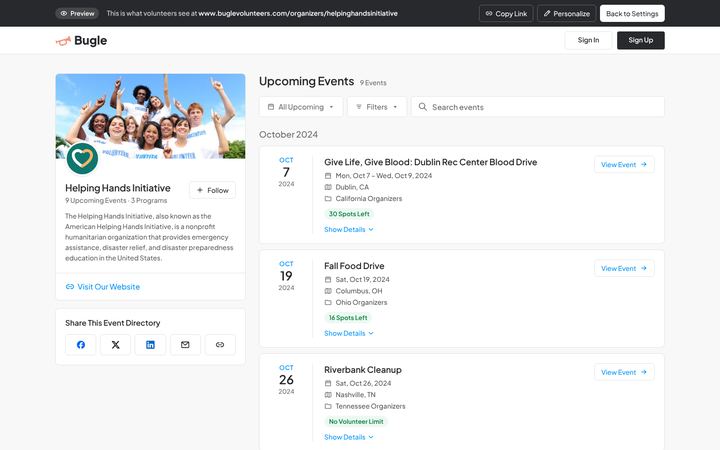 Preview
This is what volunteers see at www.buglevolunteers.com/organizers/helpinghandsinitiative
Copy Link
Personalize
Back to Settings
Bugle
Sign In
Sign Up
Helping Hands Initiative
9 Upcoming Events · 3 Programs
Follow
The Helping Hands Initiative, also known as the
American Helping Hands Initiative, is a nonprofit
humanitarian organization that provides emergency
assistance, disaster relief, and disaster preparedness
education in the United States.
Visit Our Website
Share This Event Directory
Upcoming Events
9 Events
All Upcoming
Filters
Search events
October 2024
OCT
7
2024
Give Life, Give Blood: Dublin Rec Center Blood Drive
Mon, Oct 7 – Wed, Oct 9, 2024
Dublin, CA
California Organizers
30 Spots Left
Show Details
View Event
OCT
19
2024
Fall Food Drive
Sat, Oct 19, 2024
Columbus, OH
Ohio Organizers
16 Spots Left
Show Details
View Event
OCT
26
2024
Riverbank Cleanup
Sat, Oct 26, 2024
Nashville, TN
Tennessee Organizers
No Volunteer Limit
Show Details
View Event